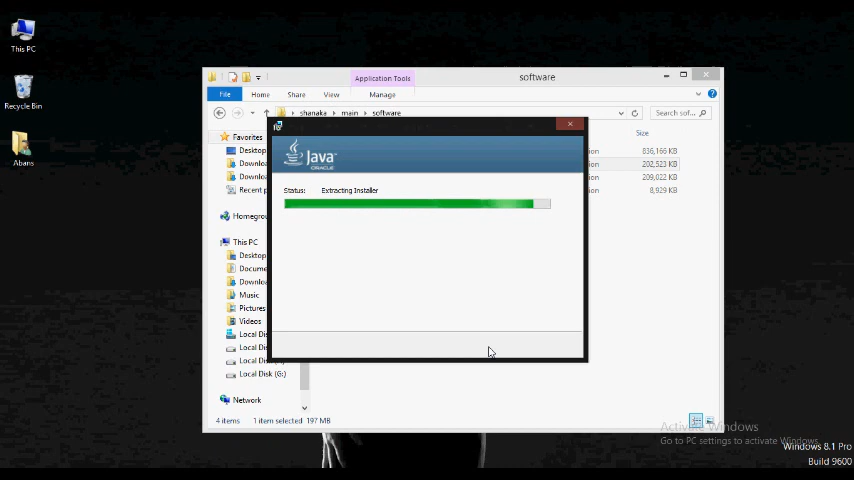 This PC
Recycle Bin
Abans
Application Tools
software
File
Home
Share
View
Manage
shanaka
main
software
Search sof...
Favorites
Desktop
Recent
This PC
Desktop
Music
Pictures
Videos
Local
Local
Local
Local Disk (G:)
Network
Size
836,166 KB
202,523 KB
209,022 KB
8,929 KB
Java
ORACLE
Status:
Extracting Installer
4 items
1 item selected 197 MB
Activate Windows
Go to PC settings to activate Windows.
Windows 8.1 Pro
Build 9600